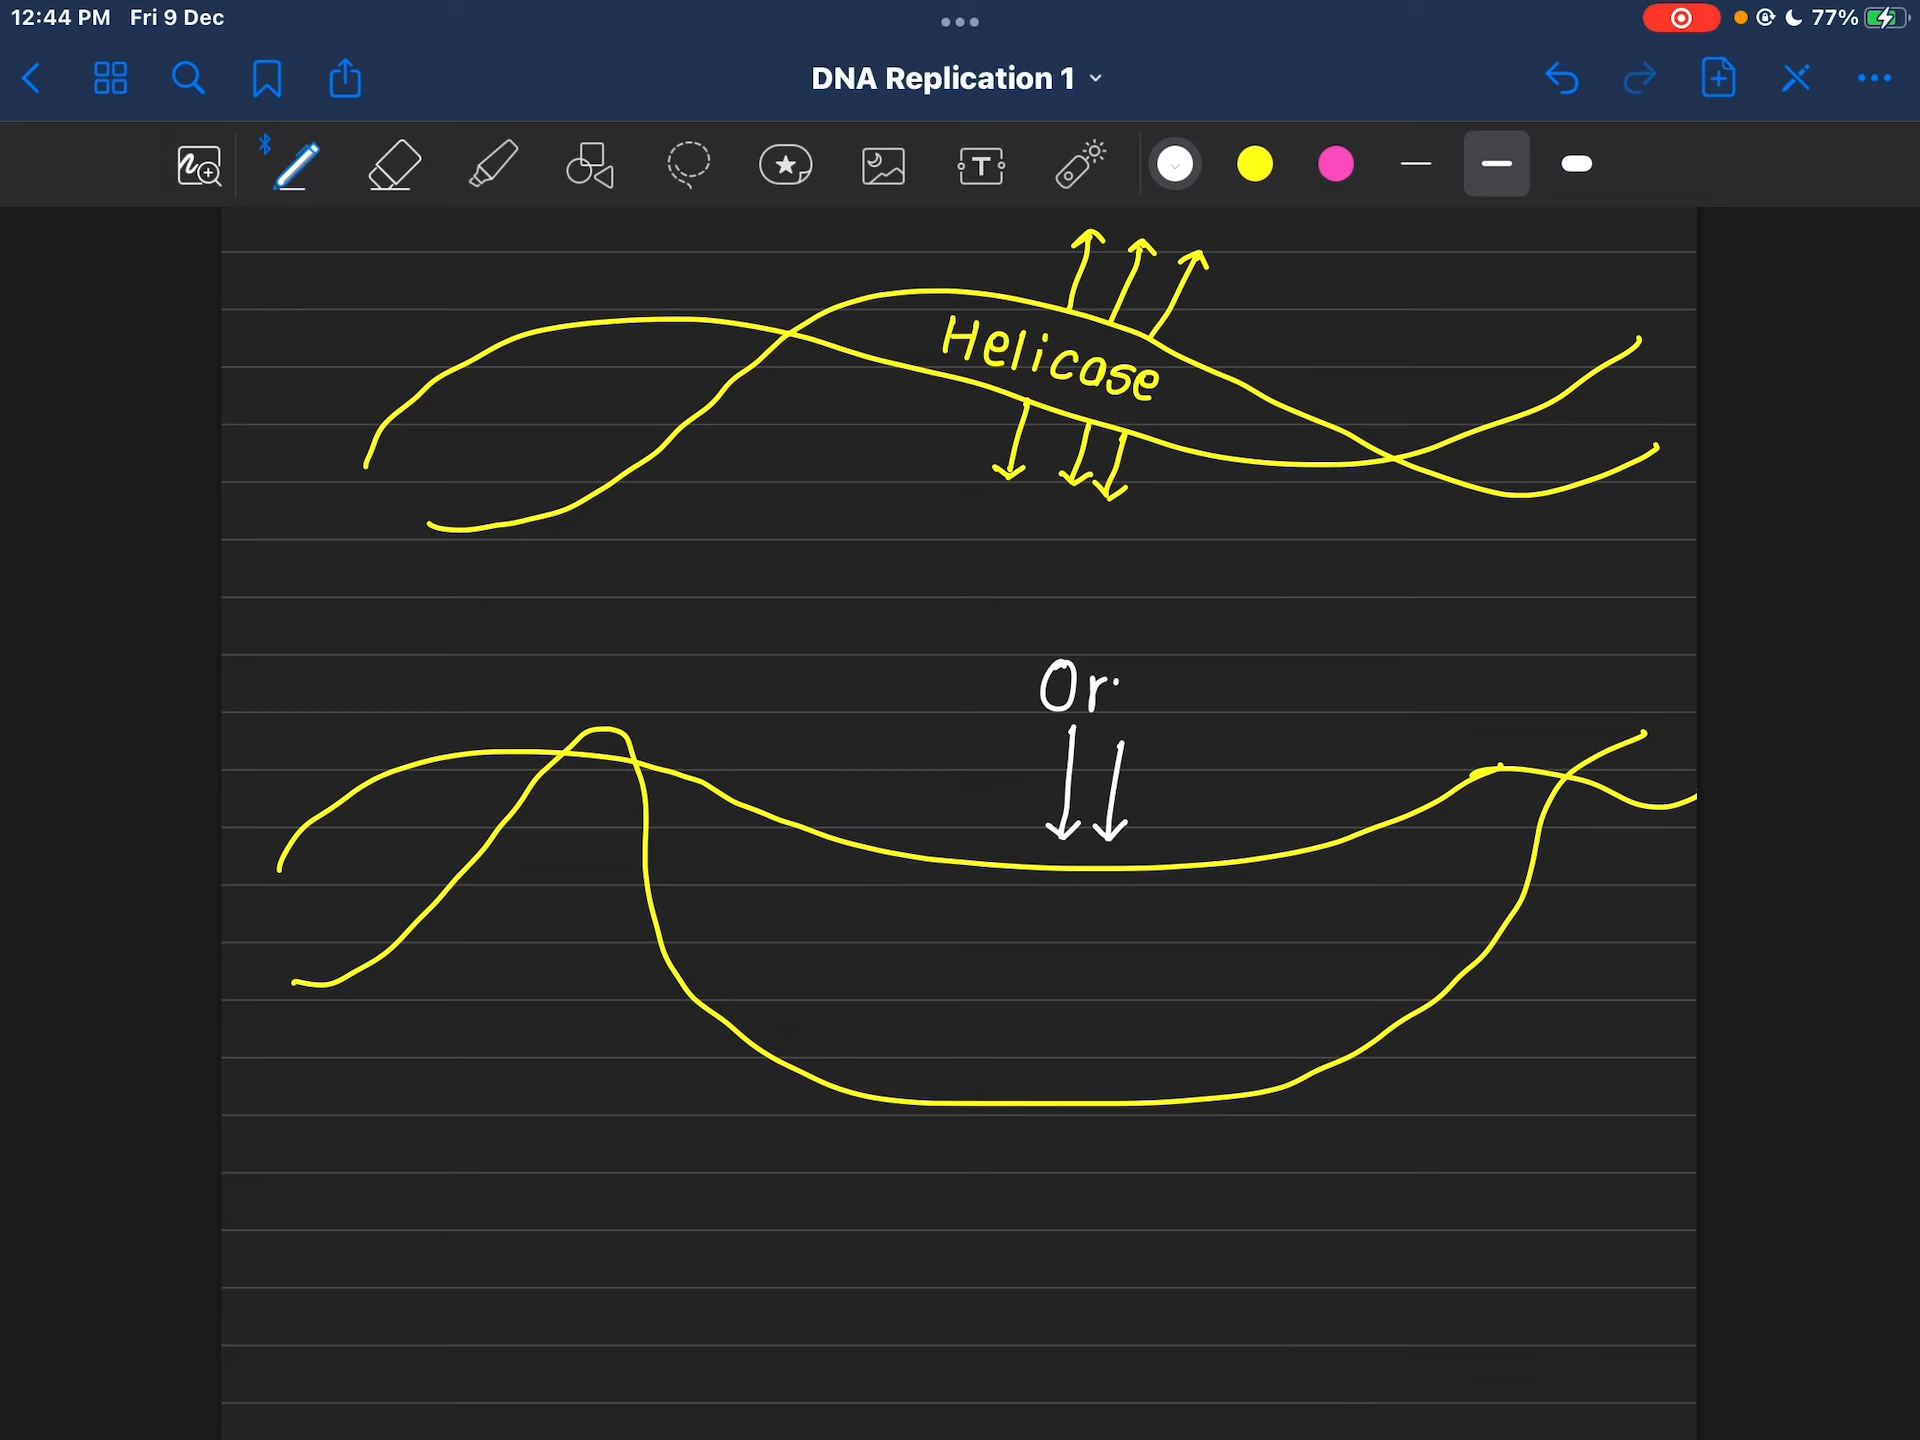 12:44 PM Fri 9 Dec
77%
DNA Replication 1
T
Helicase
Or